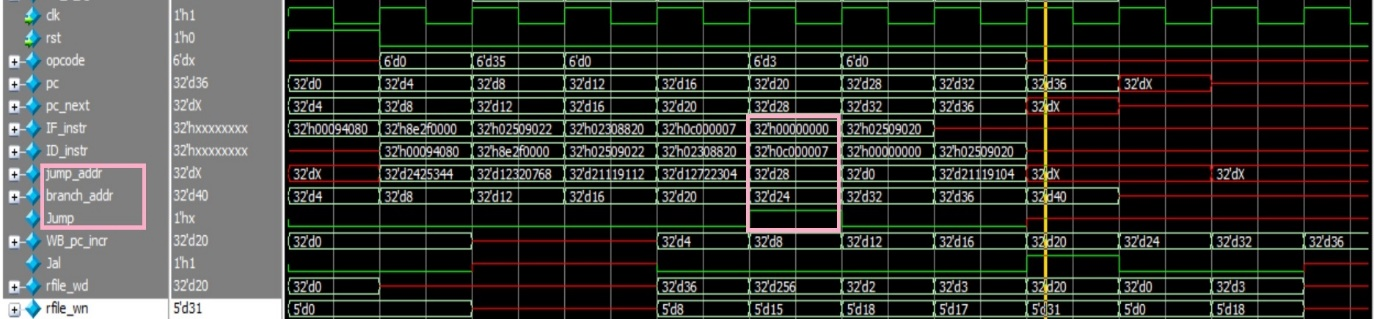 clk 1'h1
rst 1'h0
opcode 6'dx 6'd0 6'd35 6'd0 6'd3 6'd0
pc 32'd36 32'd0 32'd4 32'd8 32'd12 32'd16 32'd20 32'd28 32'd32 32'd36 32'dX
pc_next 32'dX 32'd4 32'd8 32'd12 32'd16 32'd20 32'd28 32'd32 32'd36 32'dX
IF_instr 32'hxxxxxxxx 32'h00094080 32'h8e2f0000 32'h02509022 32'h02308820 32'h0c000007 32'h00000000 32'h02509020
ID_instr 32'hxxxxxxxx 32'h00094080 32'h8e2f0000 32'h02509022 32'h02308820 32'h0c000007 32'h00000000 32'h02509020
jump_addr 32'dX 32'dX 32'd2425344 32'd12320768 32'd21119112 32'd12722304 32'd28 32'd0 32'd21119104 32'dX 32'dX
branch_addr 32'd40 32'd4 32'd8 32'd12 32'd16 32'd20 32'd24 32'd32 32'd36 32'd40
Jump 1'hx
WB_pc_incr 32'd20 32'd0 32'd4 32'd8 32'd12 32'd16 32'd20 32'd24 32'd32 32'd36
Jal 1'h1
rfile_wd 32'd20 32'd0 32'd36 32'd256 32'd2 32'd3 32'd20 32'd0 32'd3
rfile_wn 5'd31 5'd0 5'd8 5'd15 5'd18 5'd17 5'd31 5'd0 5'd18